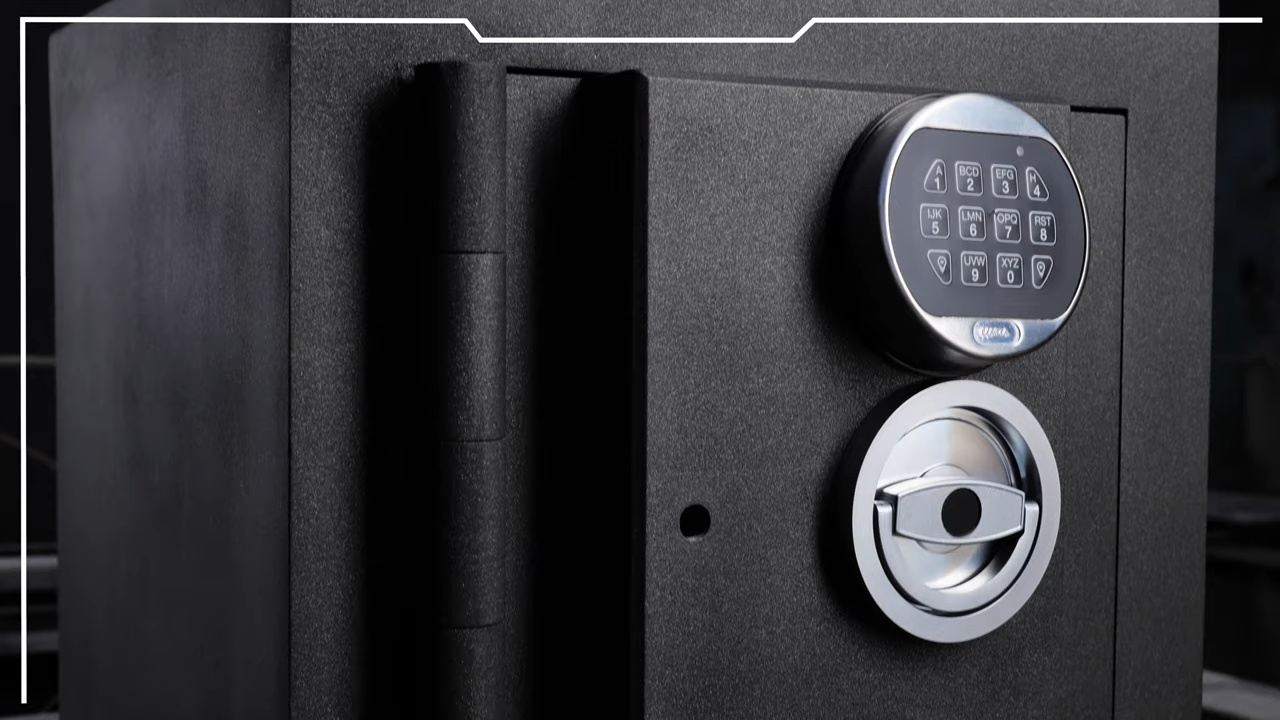 A BCD EFG H
1 2 3 4
IJK LMN OPQ RST
5 6 7 8
UVW XYZ
9 0